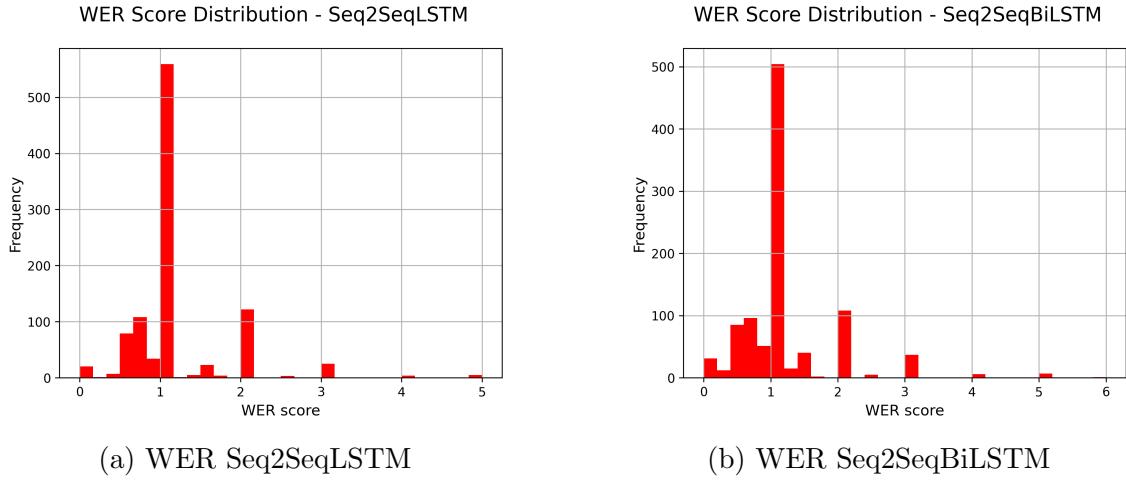 WER Score Distribution - Seq2SeqLSTM
500
400
300
200
100
0
Frequency
0 1 2 3 4 5
WER score
(a) WER Seq2SeqLSTM
WER Score Distribution - Seq2SeqBiLSTM
500
400
300
200
100
0
Frequency
0 1 2 3 4 5 6
WER score
(b) WER Seq2SeqBiLSTM